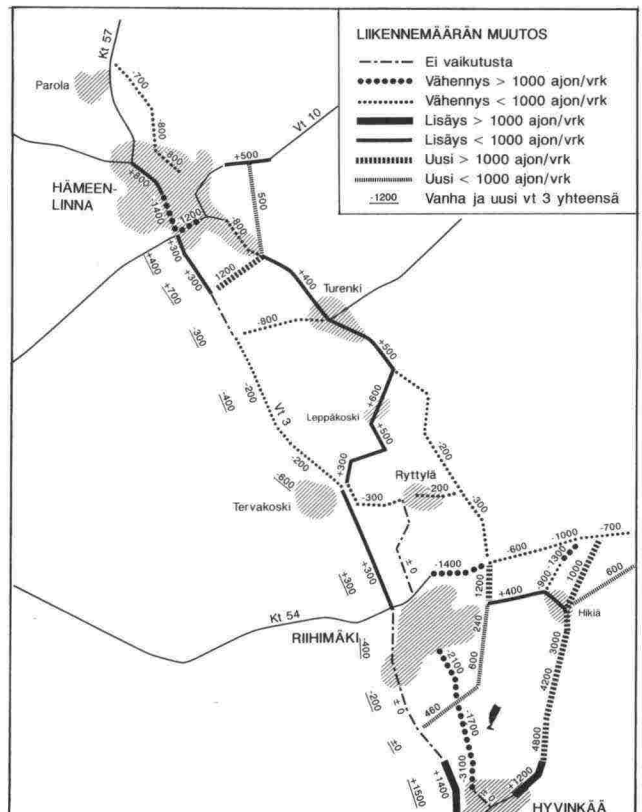 LIIKENNEMÄÄRÄN MUUTOS
Ei vaikutusta
Vähennys > 1000 ajon/vrk
Vähennys < 1000 ajon/vrk
Lisäys > 1000 ajon/vrk
Lisäys < 1000 ajon/vrk
Uusi > 1000 ajon/vrk
Uusi < 1000 ajon/vrk
-1200 Vanha ja uusi vt 3 yhteensä
Kt 57
Parola
-700
-800
-800
Vt 10
+500
+800
HÄMEEN-
LINNA
-1400
1200
500
-800
+300
+300
1200
+400
+700
+400
Turenki
-300
-800
+500
-400
-200
Vt 3
+600
Leppäkoski
+500
-200
-200
+300
Ryttylä
-600
-300
-200
-300
Tervakoski
-600
-1000
-700
-1400
-1300
±0
1200
+400
-900
1000
600
+300
+300
Hikiä
Kt 54
240
3000
RIIHIMÄKI
-400
600
-2100
4200
-200
±0
460
-1700
±0
4800
-3100
+1400
+1500
±0
+1200
HYVINKÄÄ